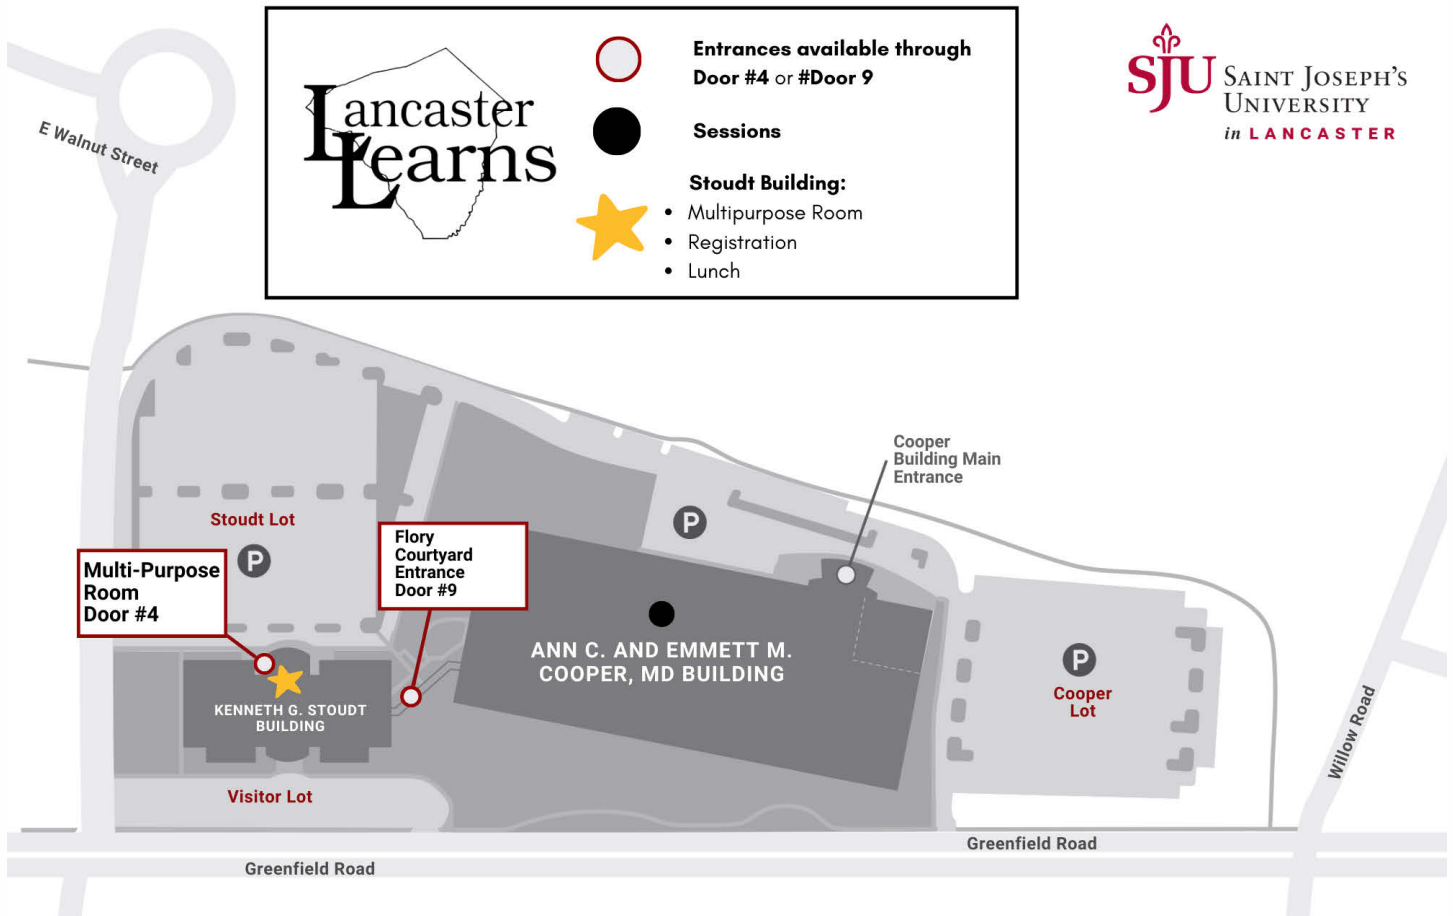 Lancaster
Learns
Entrances available through
Door #4 or #Door 9
Sessions
Stoudt Building:
• Multipurpose Room
• Registration
• Lunch
SJU SAINT JOSEPH'S
UNIVERSITY
in LANCASTER
E Walnut Street
Cooper
Building Main
Entrance
Stoudt Lot
P
P
Flory
Courtyard
Entrance
Door #9
Multi-Purpose
Room
Door #4
ANN C. AND EMMETT M.
COOPER, MD BUILDING
P
Cooper
Lot
KENNETH G. STOUDT
BUILDING
Willow Road
Visitor Lot
Greenfield Road
Greenfield Road